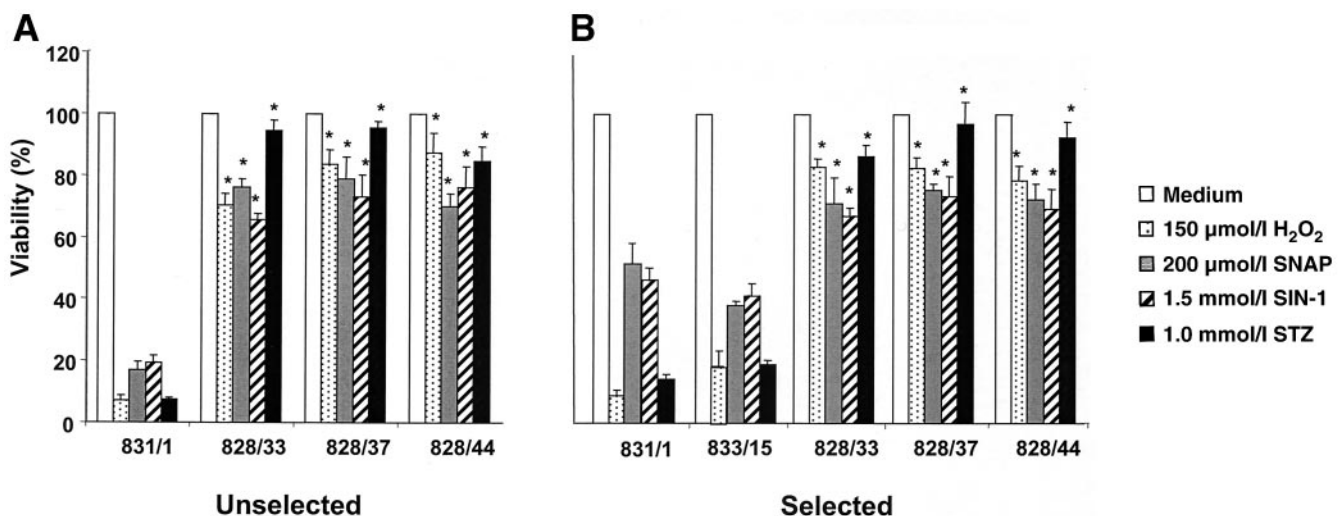 A
B
120
100
80
60
40
20
0
Viability (%)
* * * * * * * * * * * *
* * * * * * * * * * * *
831/1 828/33 828/37 828/44
831/1 833/15 828/33 828/37 828/44
Unselected
Selected
Medium
150 µmol/l H₂O₂
200 µmol/l SNAP
1.5 mmol/l SIN-1
1.0 mmol/l STZ